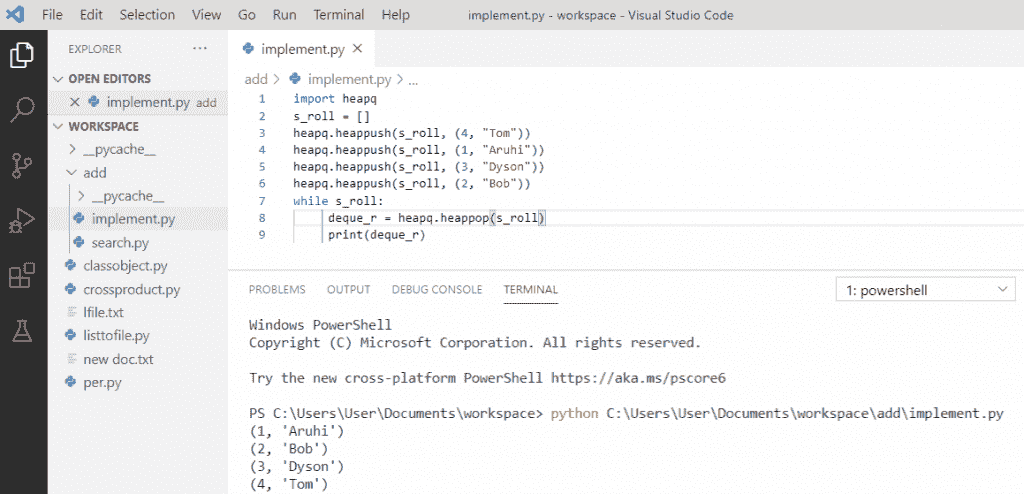 File Edit Selection View Go Run Terminal Help implement.py - workspace - Visual Studio Code
EXPLORER ...
OPEN EDITORS
implement.py add
WORKSPACE
__pycache__
add
__pycache__
implement.py
search.py
classobject.py
crossproduct.py
lfile.txt
listtofile.py
new doc.txt
per.py
implement.py
add > implement.py > ...
1 import heapq
2 s_roll = []
3 heapq.heappush(s_roll, (4, "Tom"))
4 heapq.heappush(s_roll, (1, "Aruhi"))
5 heapq.heappush(s_roll, (3, "Dyson"))
6 heapq.heappush(s_roll, (2, "Bob"))
7 while s_roll:
8 deque_r = heapq.heappop(s_roll)
9 print(deque_r)
PROBLEMS OUTPUT DEBUG CONSOLE TERMINAL 1: powershell
Windows PowerShell
Copyright (C) Microsoft Corporation. All rights reserved.
Try the new cross-platform PowerShell https://aka.ms/pscore6
PS C:\Users\User\Documents\workspace> python C:\Users\User\Documents\workspace\add\implement.py
(1, 'Aruhi')
(2, 'Bob')
(3, 'Dyson')
(4, 'Tom')